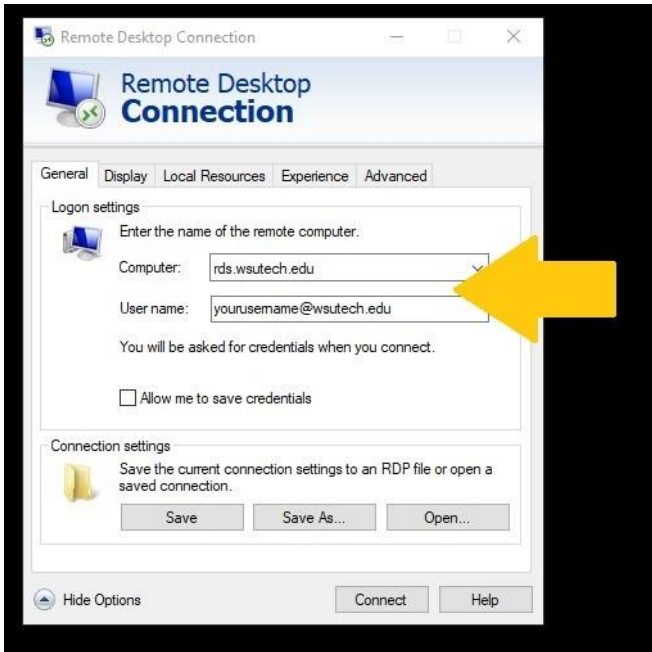 Remote Desktop Connection
Remote Desktop
Connection
General Display Local Resources Experience Advanced
Logon settings
Enter the name of the remote computer.
Computer: rds.wsutech.edu
User name: yourusername@wsutech.edu
You will be asked for credentials when you connect.
Allow me to save credentials
Connection settings
Save the current connection settings to an RDP file or open a
saved connection.
Save Save As... Open...
Hide Options Connect Help